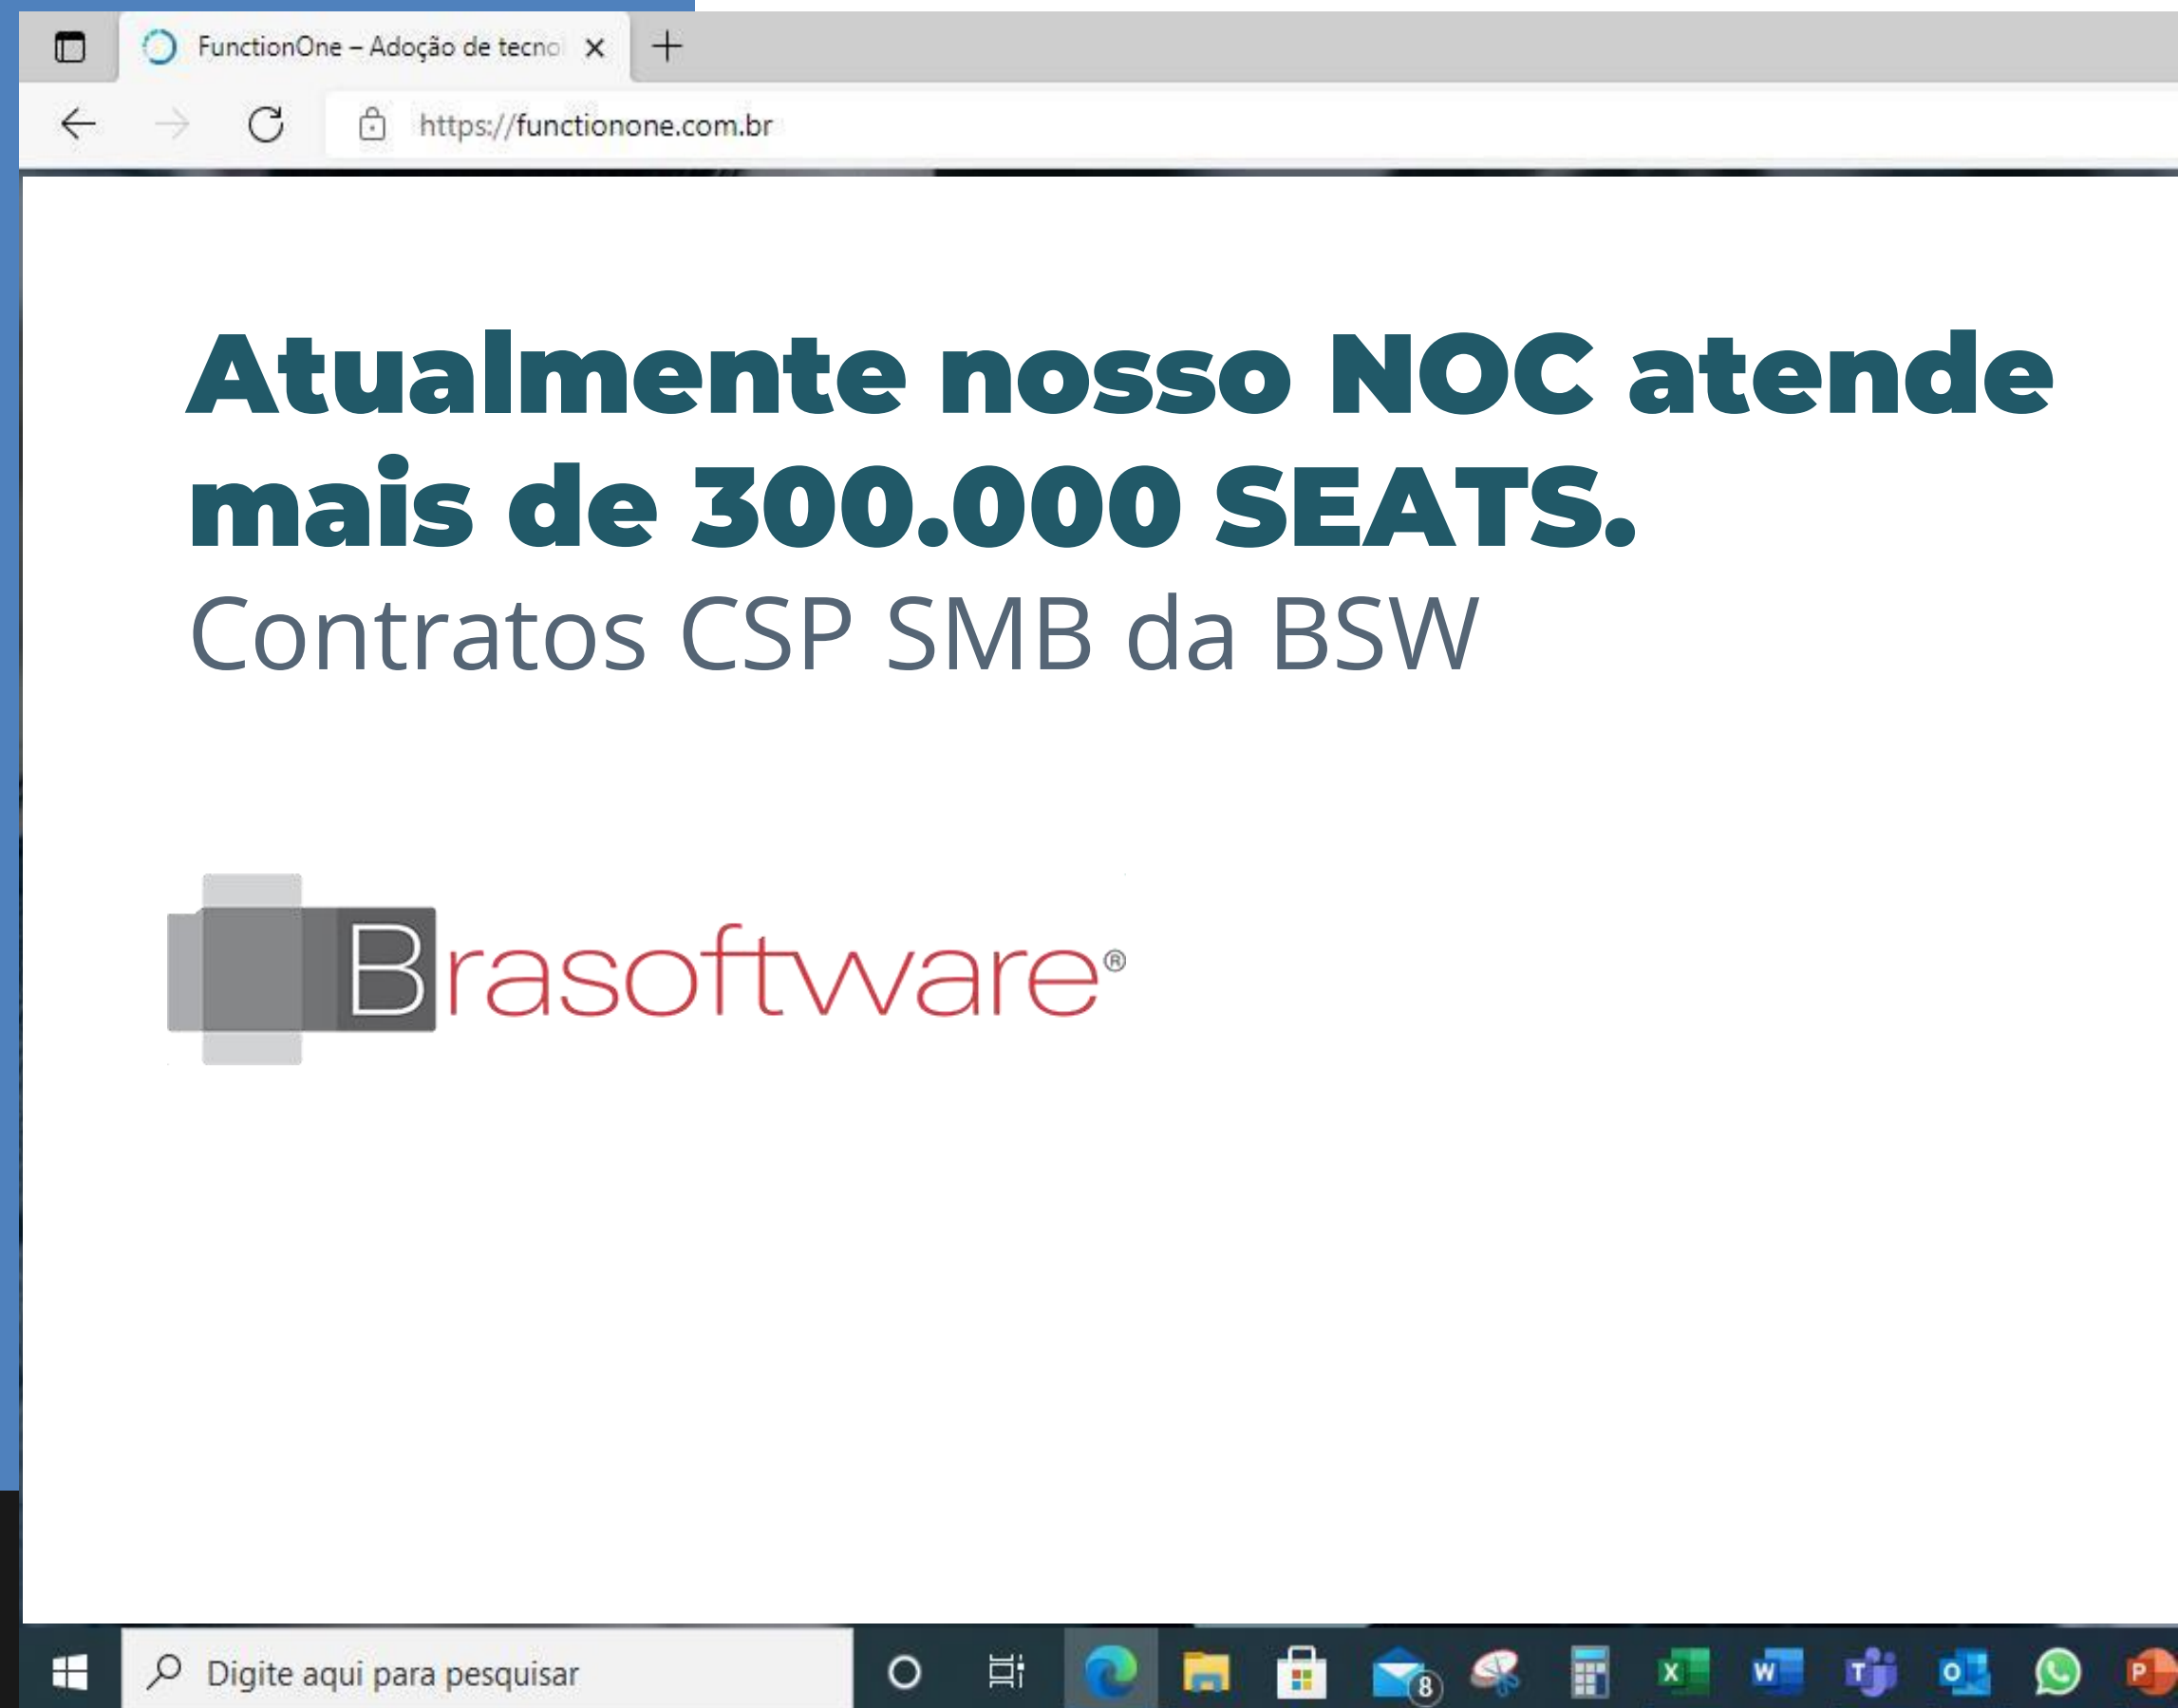 FunctionOne – Adoção de tecno
https://functionone.com.br
Atualmente nosso NOC atende
mais de 300.000 SEATS.
Contratos CSP SMB da BSW
Brasoftware®
Digite aqui para pesquisar
8
X
W
T
O
P